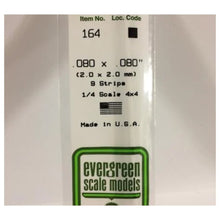 Item No. Loc. Code
164
.080 x .080"
(2.0 x 2.0 mm)
9 Strips
1/4 Scale 4x4
Made in U.S.A.
evergreen
scale models